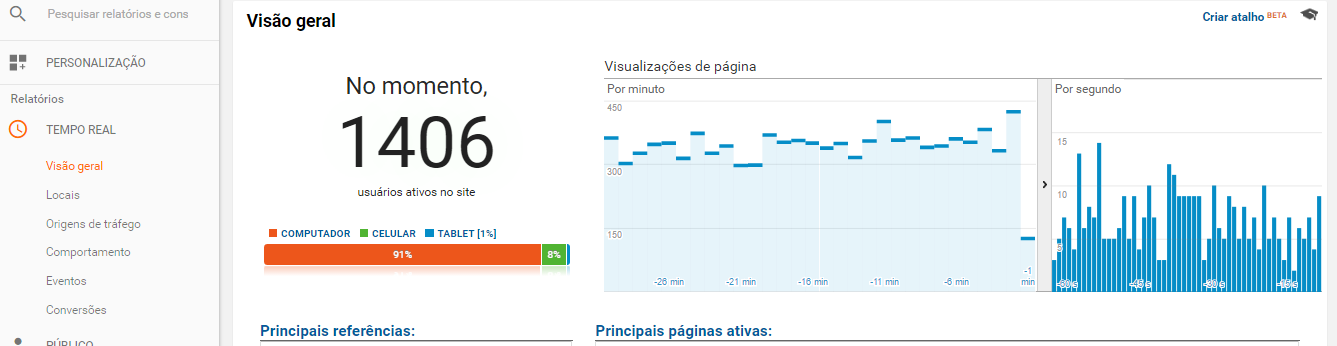 Pesquisar relatórios e cons
PERSONALIZAÇÃO
Relatórios
TEMPO REAL
Visão geral
Locais
Origens de tráfego
Comportamento
Eventos
Conversões
PÚBLICO
Visão geral
Criar atalho BETA
No momento,
1406
usuários ativos no site
COMPUTADOR CELULAR TABLET [1%]
91% 8%
Visualizações de página
Por minuto
450
300
150
-26 min -21 min -16 min -11 min -6 min -1 min
Por segundo
15
10
5
-60 s -45 s -30 s -15 s
Principais referências:
Principais páginas ativas: